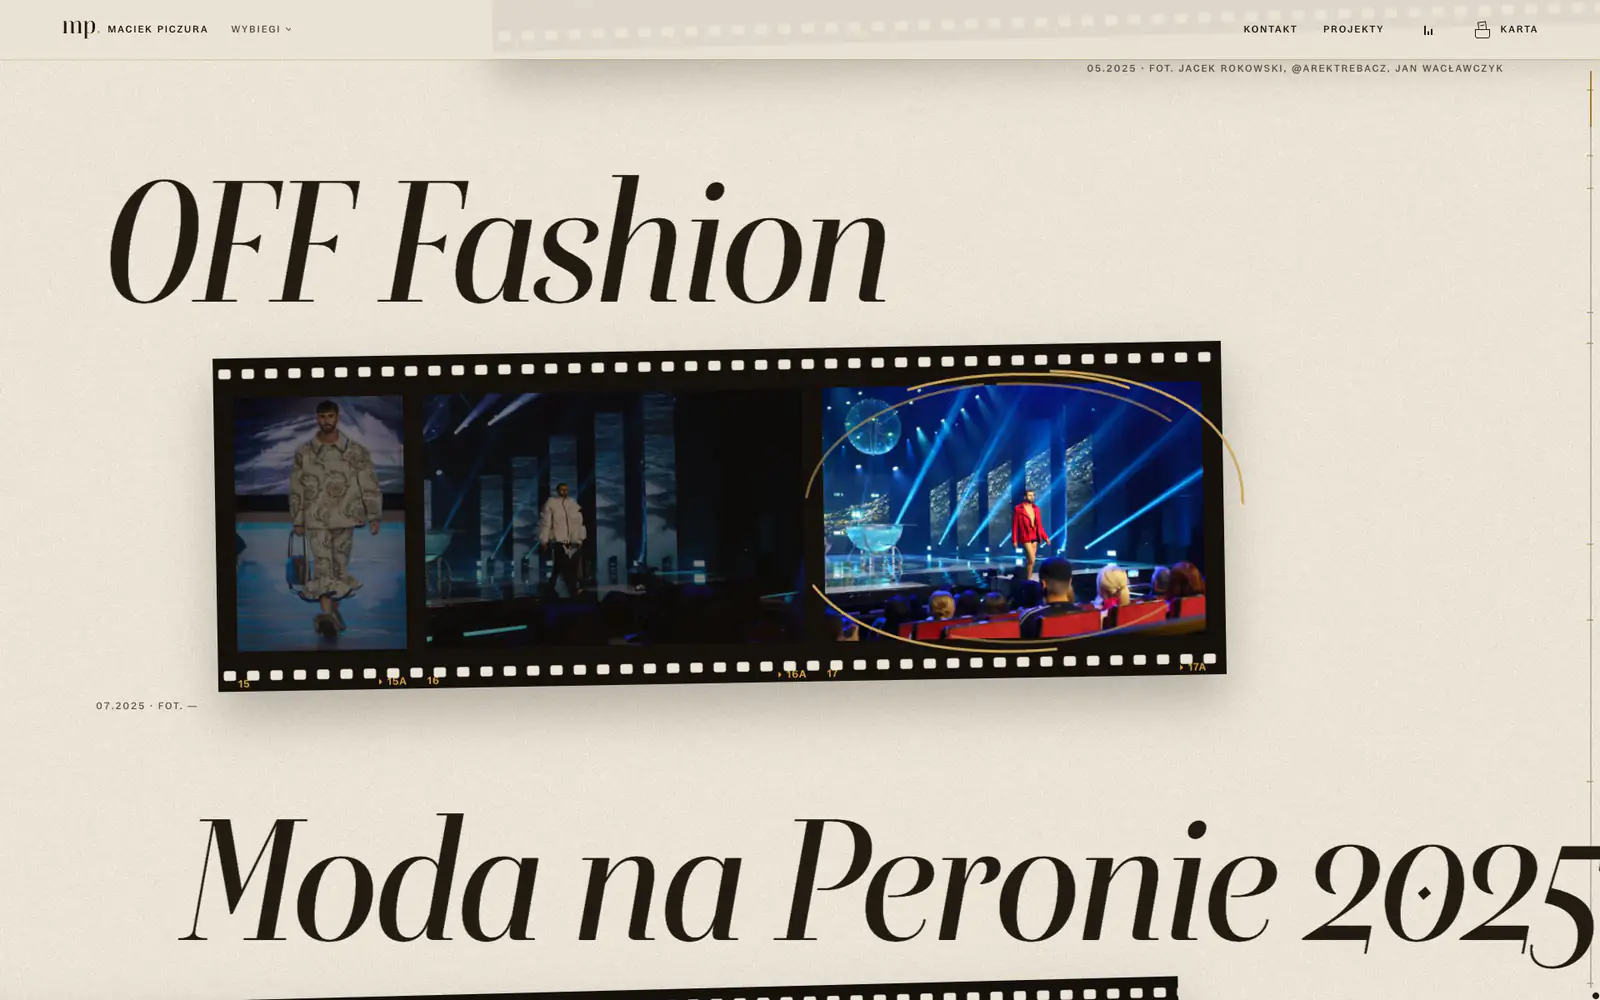 mp. MACIEK PICZURA WYBIEGI KONTAKT PROJEKTY KARTA
05.2025 · FOT. JACEK ROKOWSKI, @AREKTREBACZ, JAN WACŁAWCZYK
OFF Fashion
15 15A 16 16A 17 17A
07.2025 · FOT. —
Moda na Peronie 2025